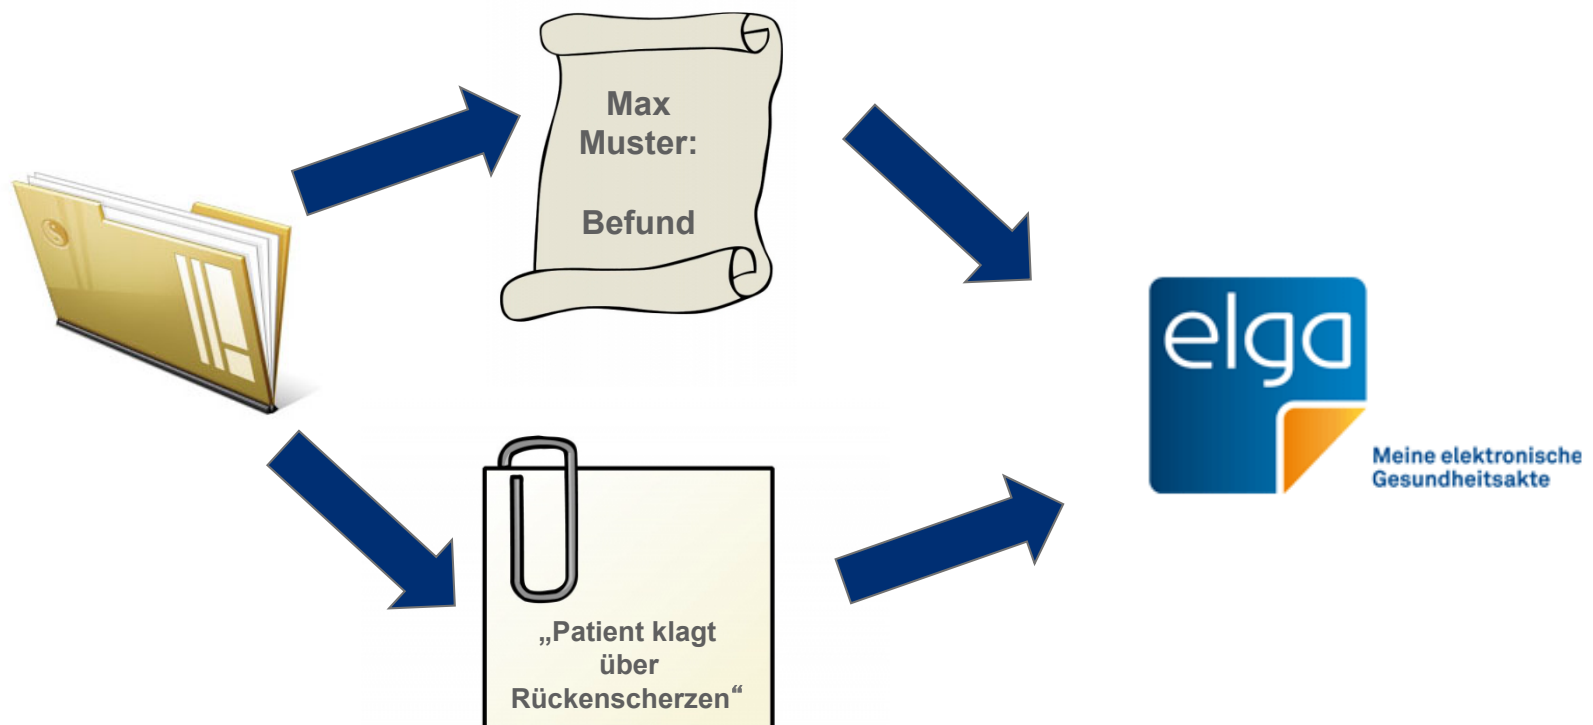 Max
Muster:
Befund
elga
Meine elektronische
Gesundheitsakte
„Patient klagt
über
Rückenscherzen“